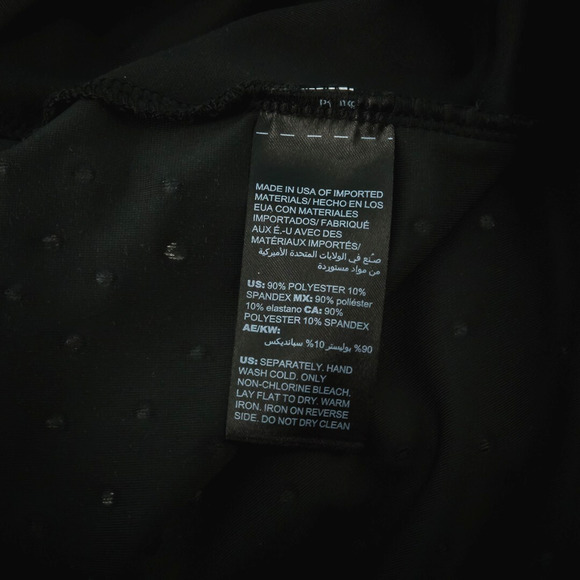 MADE IN USA OF IMPORTED
MATERIALS/ HECHO EN LOS
EUA CON MATERIALES
IMPORTADOS/ FABRIQUÉ
AUX É.-U AVEC DES
MATÉRIAUX IMPORTÉS/
صنع في الولايات المتحدة الأميركية
من مواد مستوردة
US: 90% POLYESTER 10%
SPANDEX MX: 90% poliéster
10% elastano CA: 90%
POLYESTER 10% SPANDEX
AE/KW:
90% بوليستر 10% سبانديكس
US: SEPARATELY. HAND
WASH COLD. ONLY
NON-CHLORINE BLEACH.
LAY FLAT TO DRY. WARM
IRON. IRON ON REVERSE
SIDE. DO NOT DRY CLEAN